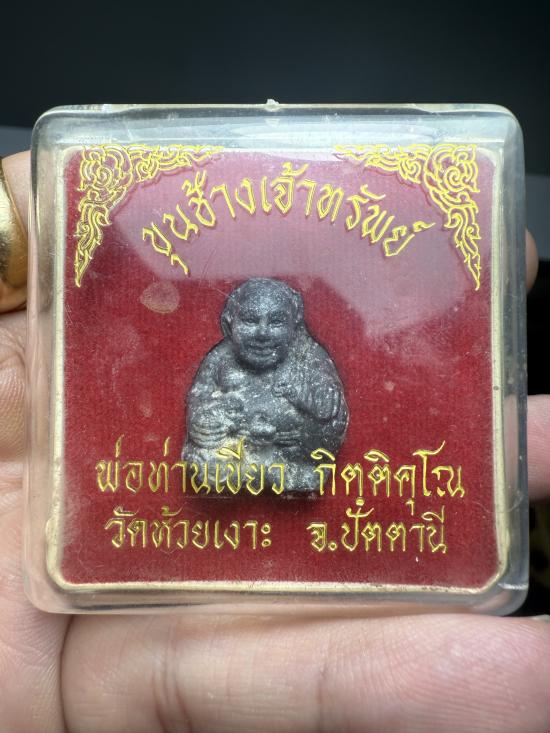 ขุนช้างเจ้าทรัพย์
พ่อท่านเขียว กิตติคุโณ
วัดห้วยเงาะ จ.ปัตตานี